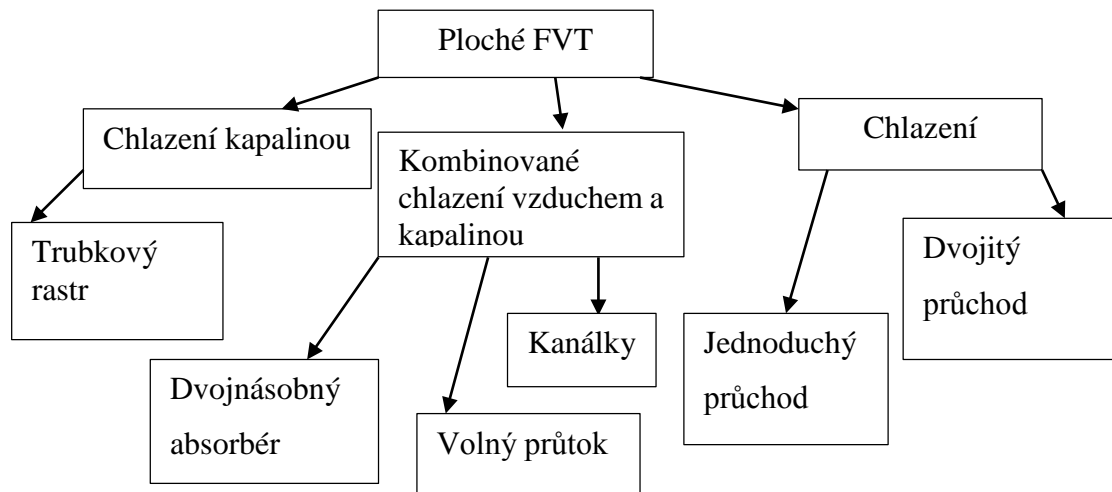 Ploché FVT
Chlazení kapalinou
Kombinované
chlazení vzduchem a
kapalinou
Chlazení
Trubkový
rastr
Dvojnásobný
absorbér
Volný průtok
Kanálky
Jednoduchý
průchod
Dvojitý
průchod